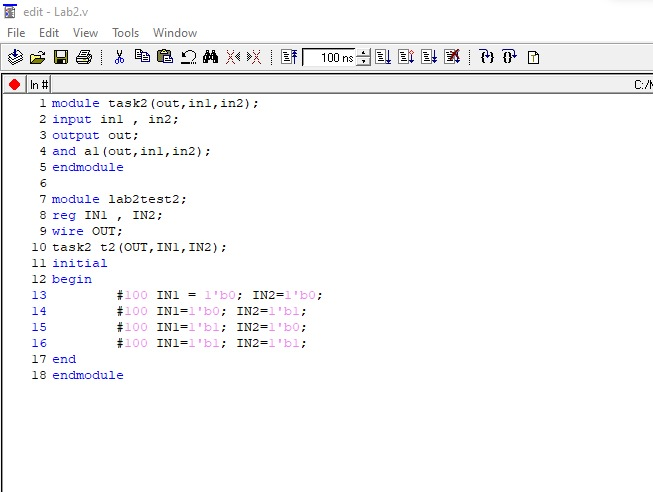 edit - Lab2.v
File Edit View Tools Window
100 ns
ln # C:/
1 module task2(out,in1,in2);
2 input in1 , in2;
3 output out;
4 and a1(out,in1,in2);
5 endmodule
6
7 module lab2test2;
8 reg IN1 , IN2;
9 wire OUT;
10 task2 t2(OUT,IN1,IN2);
11 initial
12 begin
13 #100 IN1 = 1'b0; IN2=1'b0;
14 #100 IN1=1'b0; IN2=1'b1;
15 #100 IN1=1'b1; IN2=1'b0;
16 #100 IN1=1'b1; IN2=1'b1;
17 end
18 endmodule